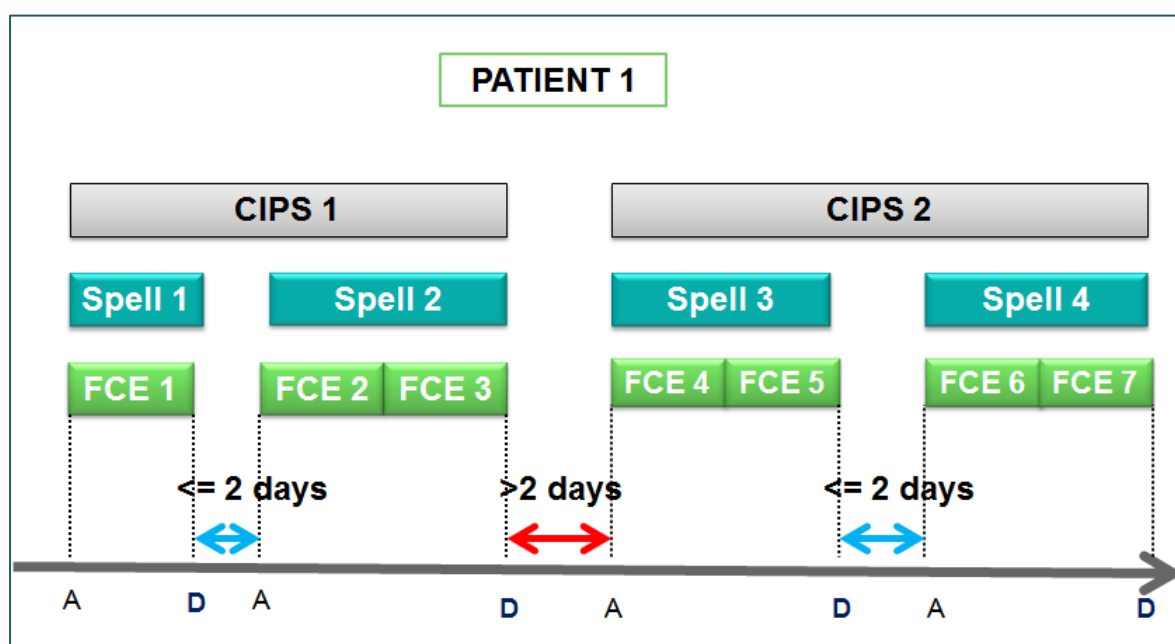 PATIENT 1
CIPS 1 CIPS 2
Spell 1 Spell 2 Spell 3 Spell 4
FCE 1 FCE 2 FCE 3 FCE 4 FCE 5 FCE 6 FCE 7
<= 2 days >2 days <= 2 days
A D A D A D A D